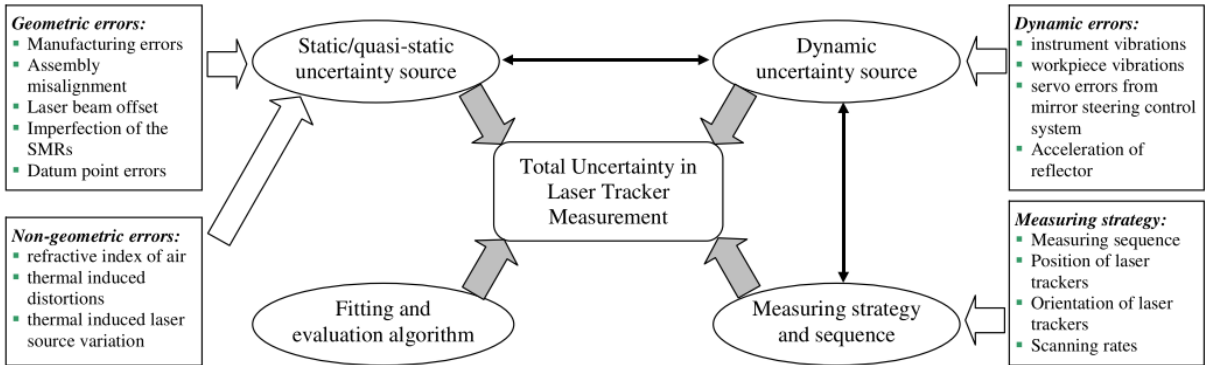 Geometric errors:
▪ Manufacturing errors
▪ Assembly
misalignment
▪ Laser beam offset
▪ Imperfection of the
SMRs
▪ Datum point errors
Static/quasi-static
uncertainty source
Dynamic
uncertainty source
Dynamic errors:
▪ instrument vibrations
▪ workpiece vibrations
▪ servo errors from
mirror steering control
system
▪ Acceleration of
reflector
Total Uncertainty in
Laser Tracker
Measurement
Non-geometric errors:
▪ refractive index of air
▪ thermal induced
distortions
▪ thermal induced laser
source variation
Fitting and
evaluation algorithm
Measuring strategy
and sequence
Measuring strategy:
▪ Measuring sequence
▪ Position of laser
trackers
▪ Orientation of laser
trackers
▪ Scanning rates